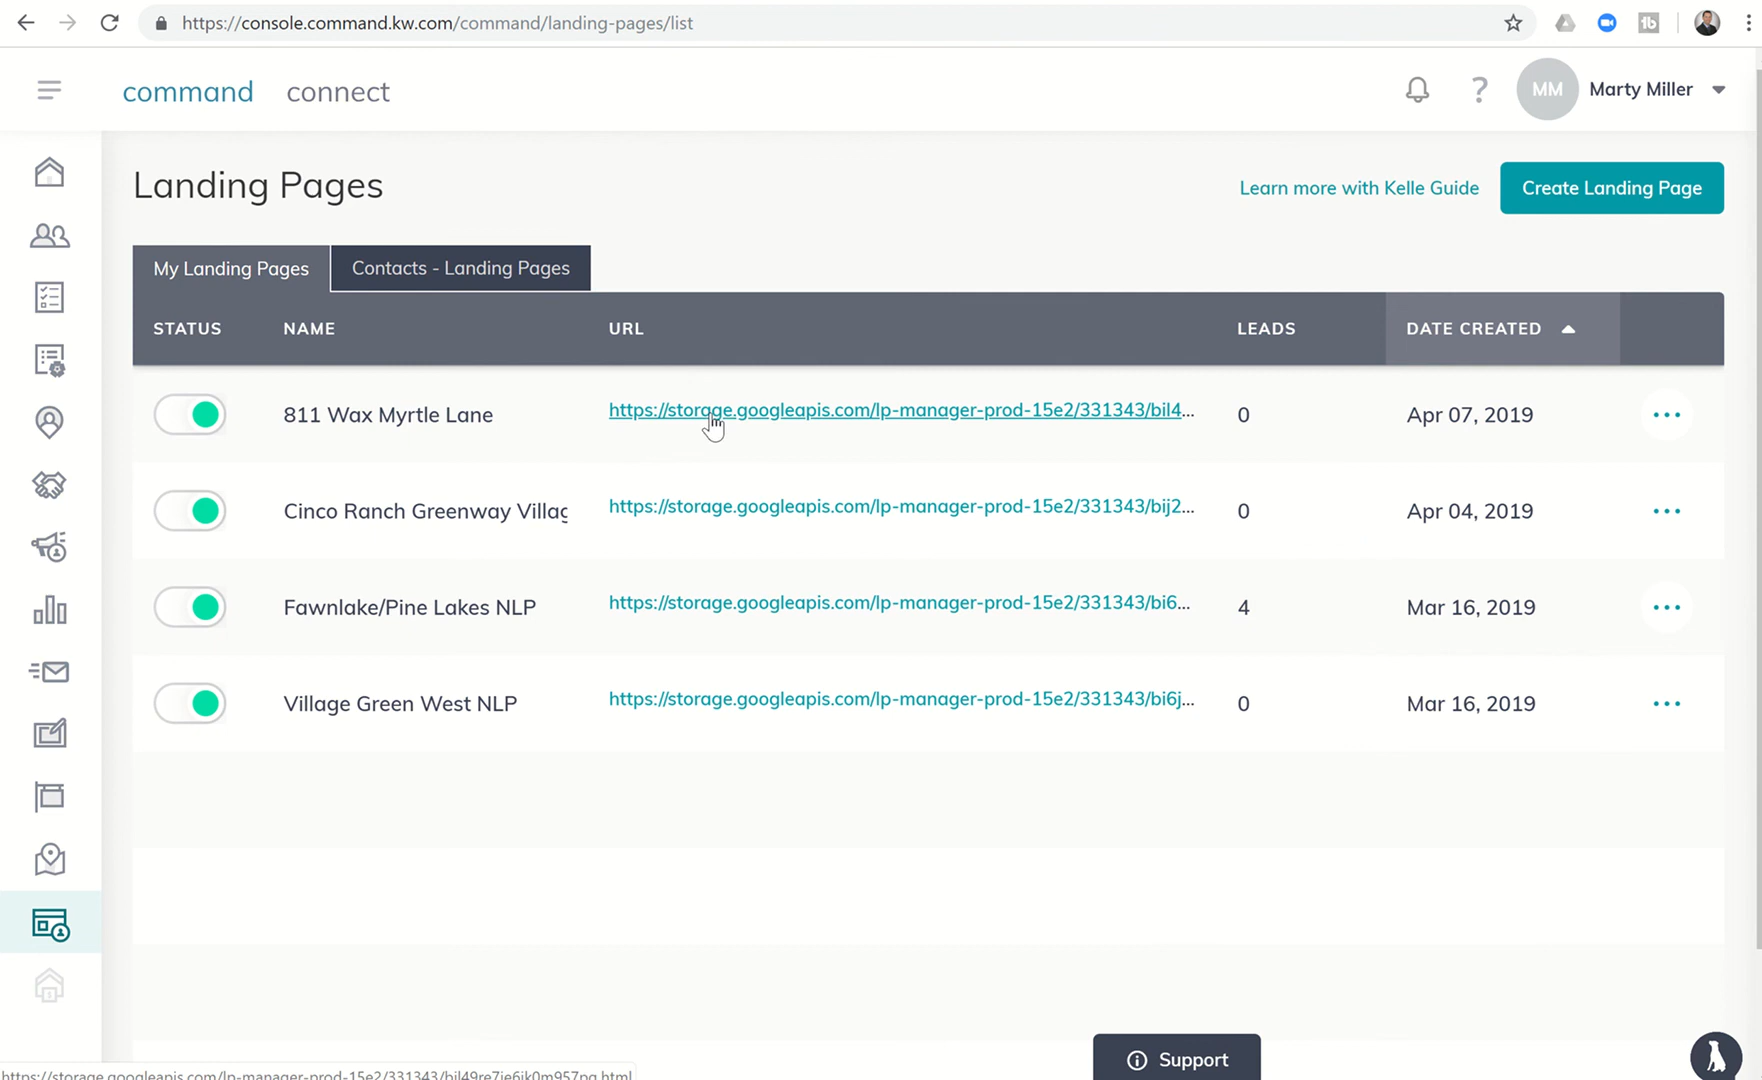 https://console.command.kw.com/command/landing-pages/list
command connect
MM Marty Miller
Landing Pages
Learn more with Kelle Guide
Create Landing Page
My Landing Pages
Contacts - Landing Pages
STATUS NAME URL LEADS DATE CREATED
811 Wax Myrtle Lane https://storage.googleapis.com/lp-manager-prod-15e2/331343/bil4... 0 Apr 07, 2019
Cinco Ranch Greenway Villag https://storage.googleapis.com/lp-manager-prod-15e2/331343/bij2... 0 Apr 04, 2019
Fawnlake/Pine Lakes NLP https://storage.googleapis.com/lp-manager-prod-15e2/331343/bi6... 4 Mar 16, 2019
Village Green West NLP https://storage.googleapis.com/lp-manager-prod-15e2/331343/bi6j... 0 Mar 16, 2019
Support